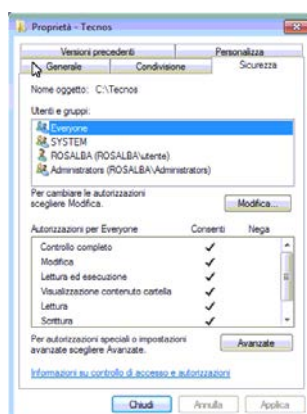 Proprietà - Tecnos
Versioni precedenti Personalizza
Generale Condivisione Sicurezza
Nome oggetto: C:\Tecnos
Utenti e gruppi:
Everyone
SYSTEM
ROSALBA (ROSALBA\utente)
Administrators (ROSALBA\Administrators)
Per cambiare le autorizzazioni
scegliere Modifica.
Modifica...
Autorizzazioni per Everyone Consenti Nega
Controllo completo
Modifica
Lettura ed esecuzione
Visualizzazione contenuto cartella
Lettura
Scrittura
Per autorizzazioni speciali o impostazioni
avanzate scegliere Avanzate.
Avanzate
Informazioni su controllo di accesso e autorizzazioni
Chiudi Annulla Applica